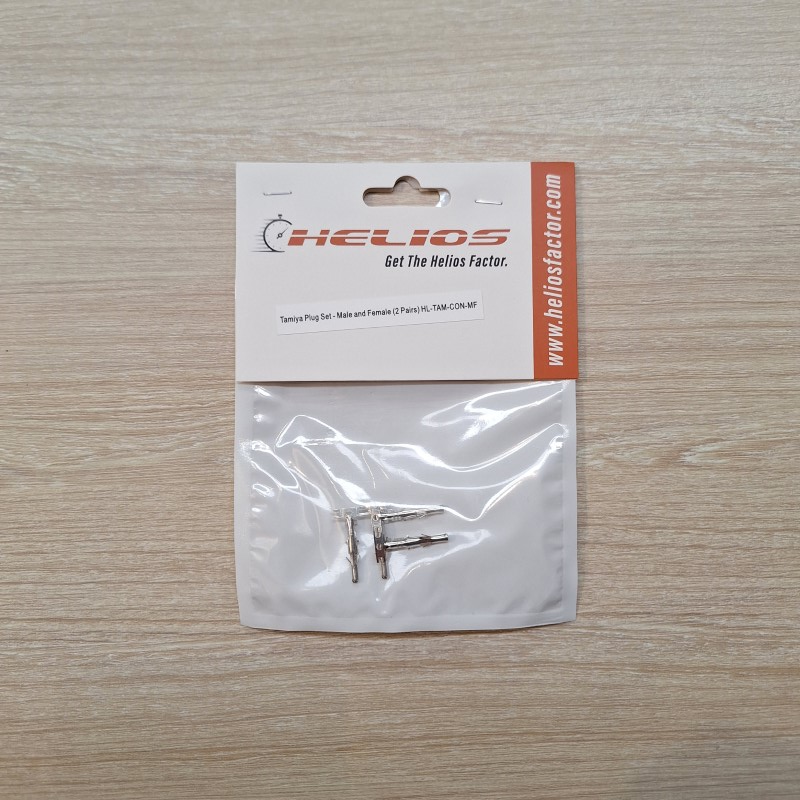 HELIOS
Get The Helios Factor.
Tamiya Plug Set - Male and Female (2 Pairs) HL-TAM-CON-MF
www.heliosfactor.com